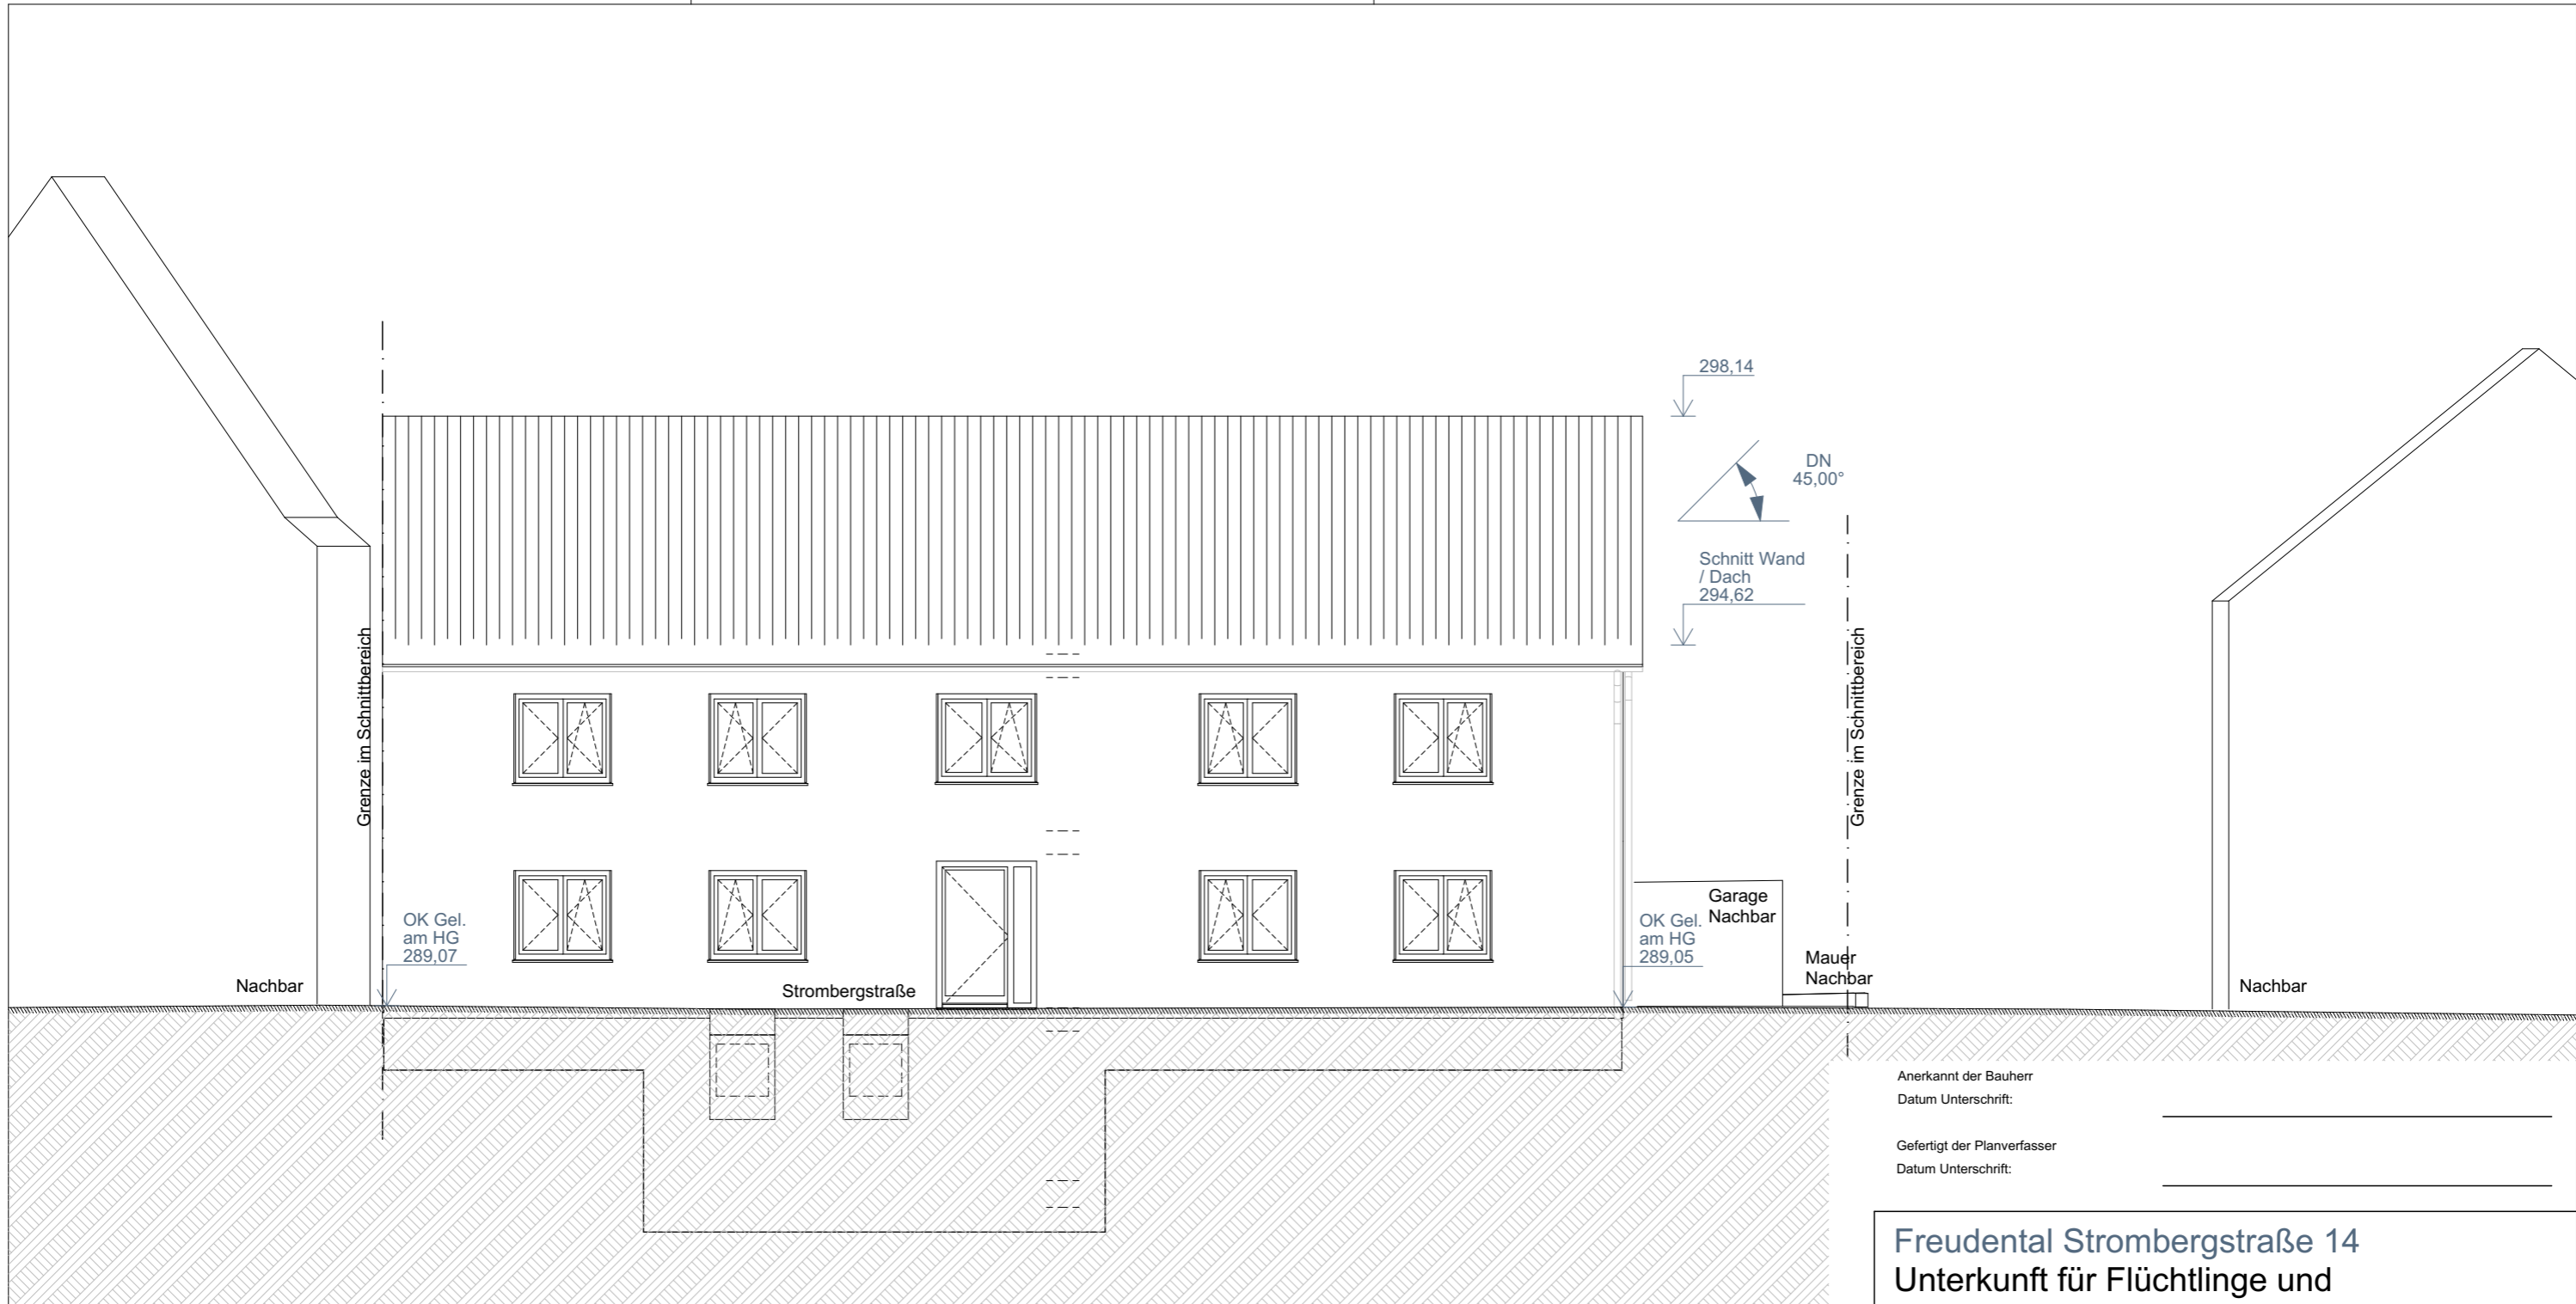 298,14
DN
45,00°
Schnitt Wand
/ Dach
294,62
Grenze im Schnittbereich
Grenze im Schnittbereich
OK Gel.
am HG
289,07
Garage
Nachbar
OK Gel.
am HG
289,05
Mauer
Nachbar
Nachbar
Strombergstraße
Nachbar
Anerkannt der Bauherr
Datum Unterschrift:
Gefertigt der Planverfasser
Datum Unterschrift:
Freudental Strombergstraße 14
Unterkunft für Flüchtlinge und